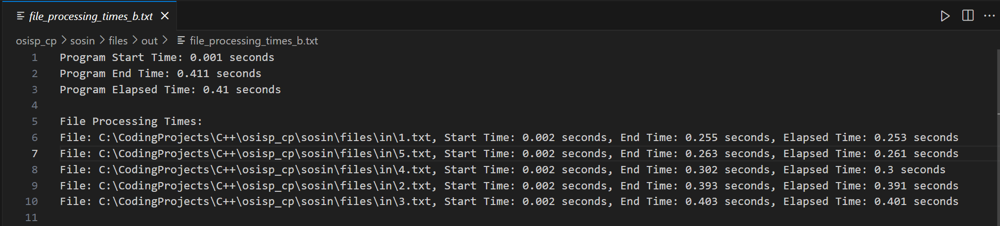 file_processing_times_b.txt
osisp_cp > sosin > files > out > file_processing_times_b.txt
1 Program Start Time: 0.001 seconds
2 Program End Time: 0.411 seconds
3 Program Elapsed Time: 0.41 seconds
4
5 File Processing Times:
6 File: C:\CodingProjects\C++\osisp_cp\sosin\files\in\1.txt, Start Time: 0.002 seconds, End Time: 0.255 seconds, Elapsed Time: 0.253 seconds
7 File: C:\CodingProjects\C++\osisp_cp\sosin\files\in\5.txt, Start Time: 0.002 seconds, End Time: 0.263 seconds, Elapsed Time: 0.261 seconds
8 File: C:\CodingProjects\C++\osisp_cp\sosin\files\in\4.txt, Start Time: 0.002 seconds, End Time: 0.302 seconds, Elapsed Time: 0.3 seconds
9 File: C:\CodingProjects\C++\osisp_cp\sosin\files\in\2.txt, Start Time: 0.002 seconds, End Time: 0.393 seconds, Elapsed Time: 0.391 seconds
10 File: C:\CodingProjects\C++\osisp_cp\sosin\files\in\3.txt, Start Time: 0.002 seconds, End Time: 0.403 seconds, Elapsed Time: 0.401 seconds
11